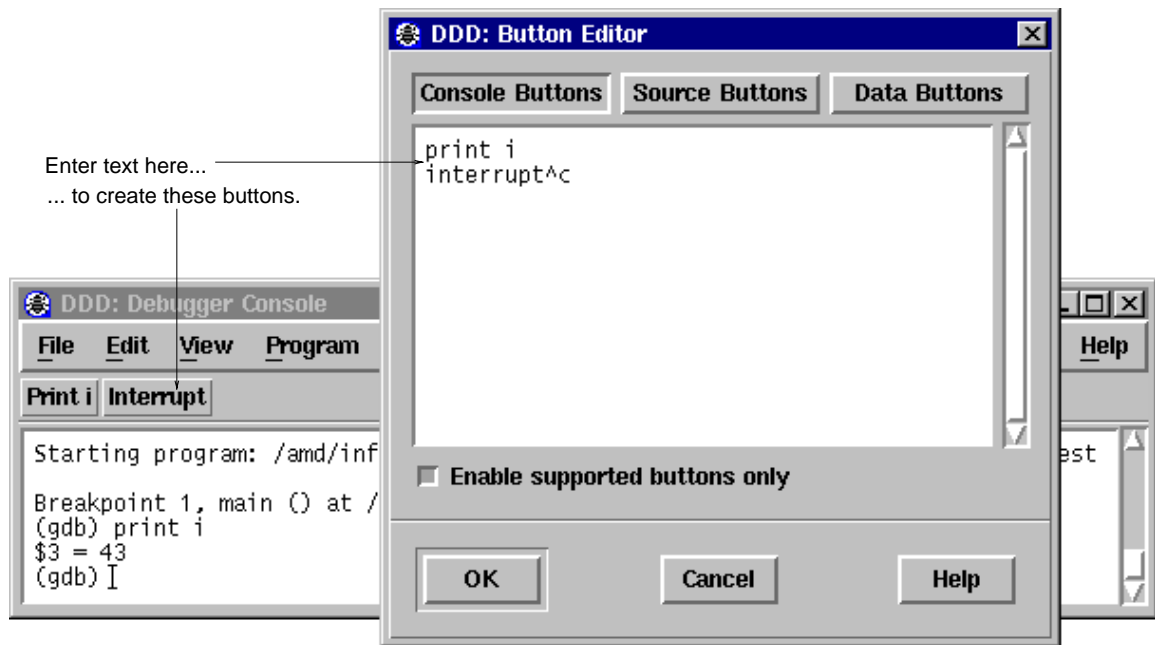 DDD: Button Editor
Console Buttons Source Buttons Data Buttons
print i
interrupt^c
Enter text here...
... to create these buttons.
Enable supported buttons only
OK Cancel Help
DDD: Debugger Console
File Edit View Program Help
Print i Interrupt
Starting program: /amd/inf est
Breakpoint 1, main () at /
(gdb) print i
$3 = 43
(gdb)